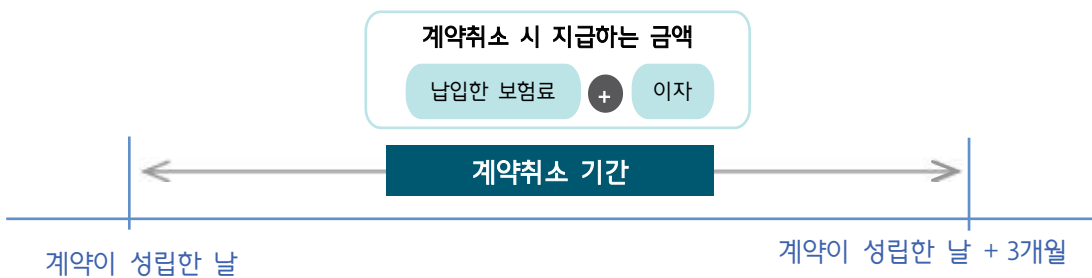 계약취소 시 지급하는 금액
납입한 보험료 + 이자
계약취소 기간
계약이 성립한 날
계약이 성립한 날 + 3개월